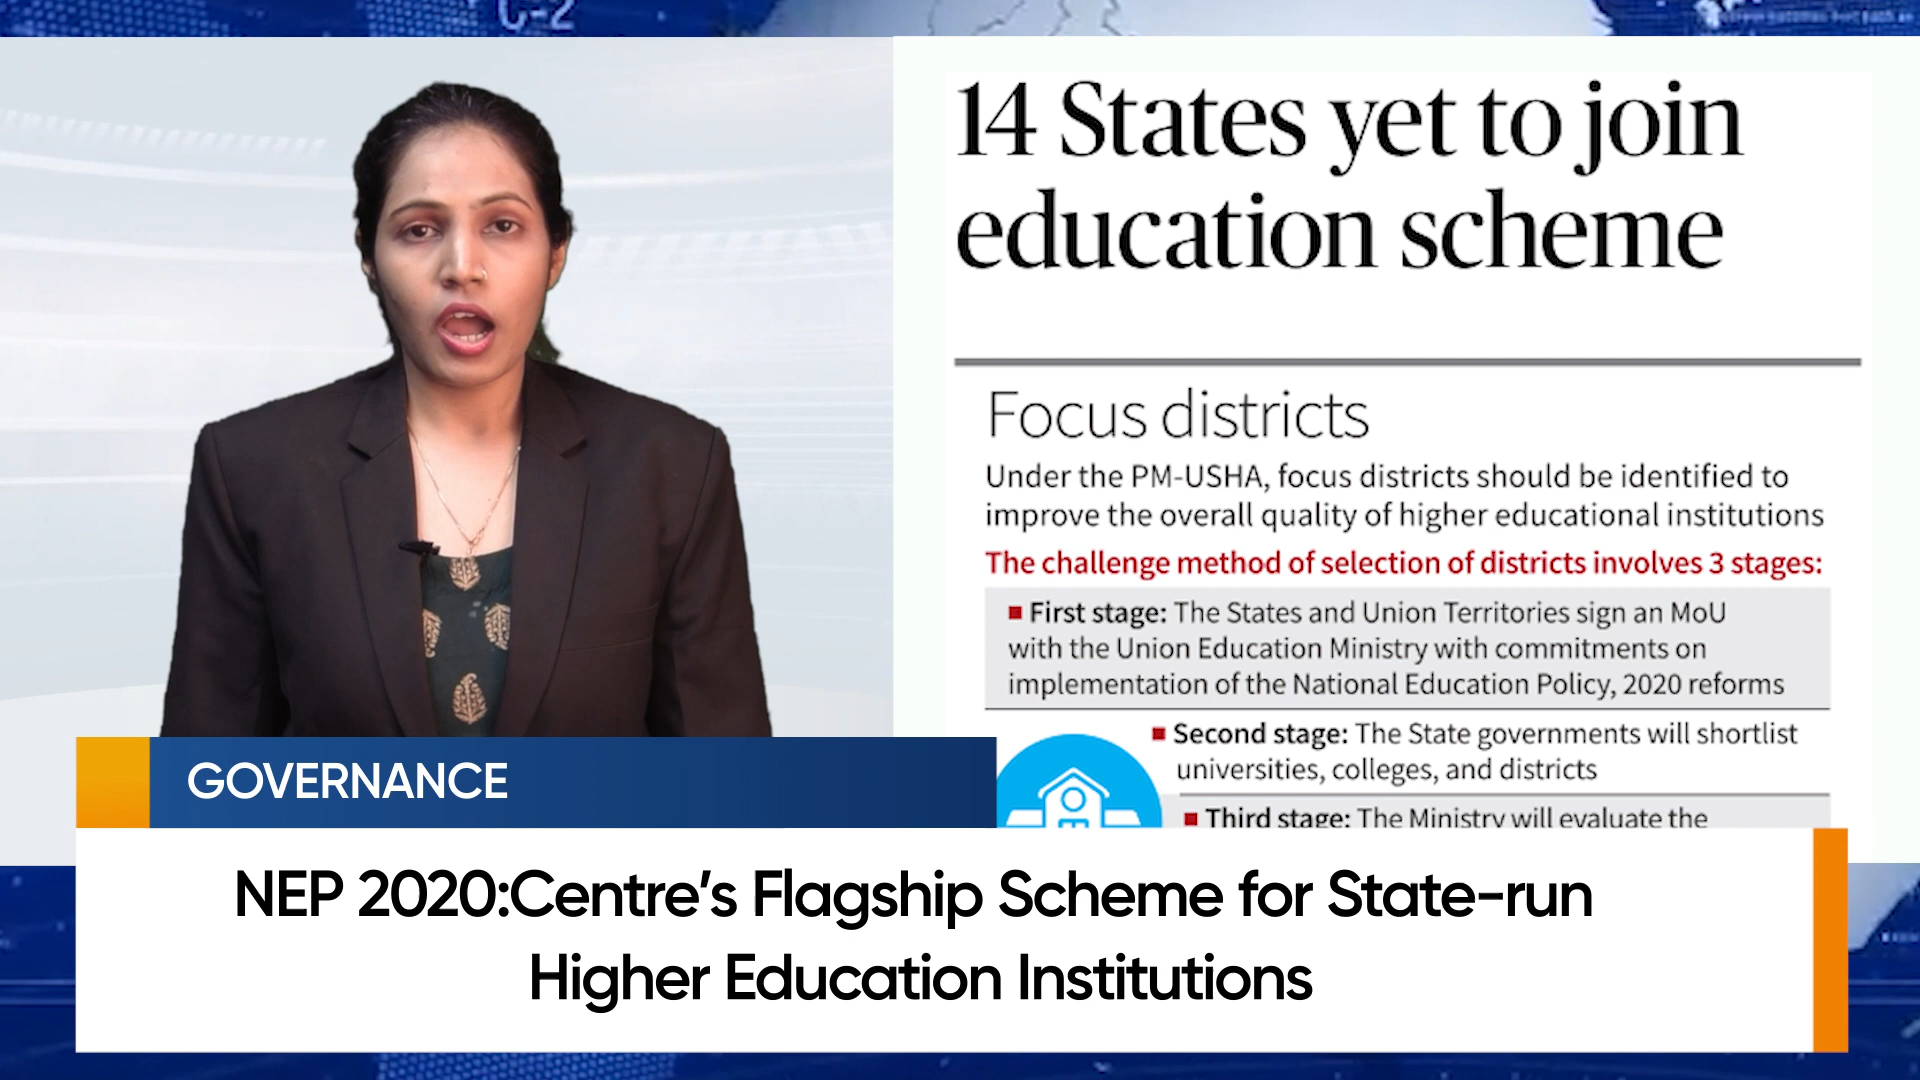 C-2
14 States yet to join
education scheme
Focus districts
Under the PM-USHA, focus districts should be identified to
improve the overall quality of higher educational institutions
The challenge method of selection of districts involves 3 stages:
First stage: The States and Union Territories sign an MoU
with the Union Education Ministry with commitments on
implementation of the National Education Policy, 2020 reforms
Second stage: The State governments will shortlist
universities, colleges, and districts
Third stage: The Ministry will evaluate the
GOVERNANCE
NEP 2020:Centre’s Flagship Scheme for State-run
Higher Education Institutions